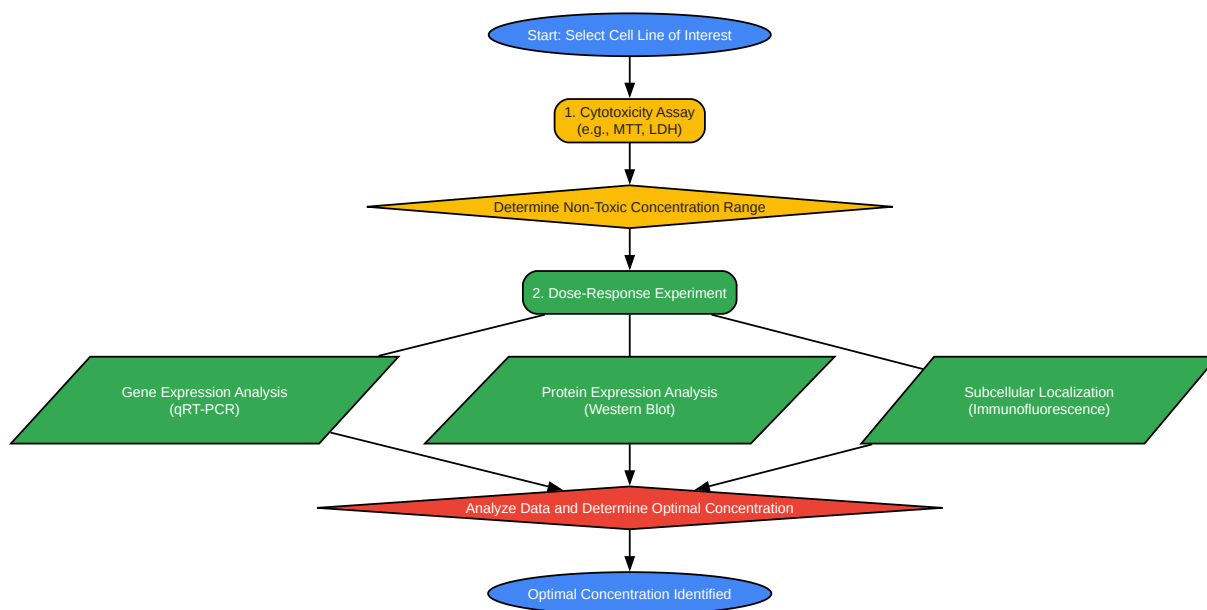 Start: Select Cell Line of Interest
1. Cytotoxicity Assay
(e.g., MTT, LDH)
Determine Non-Toxic Concentration Range
2. Dose-Response Experiment
Gene Expression Analysis
(qRT-PCR)
Protein Expression Analysis
(Western Blot)
Subcellular Localization
(Immunofluorescence)
Analyze Data and Determine Optimal Concentration
Optimal Concentration Identified